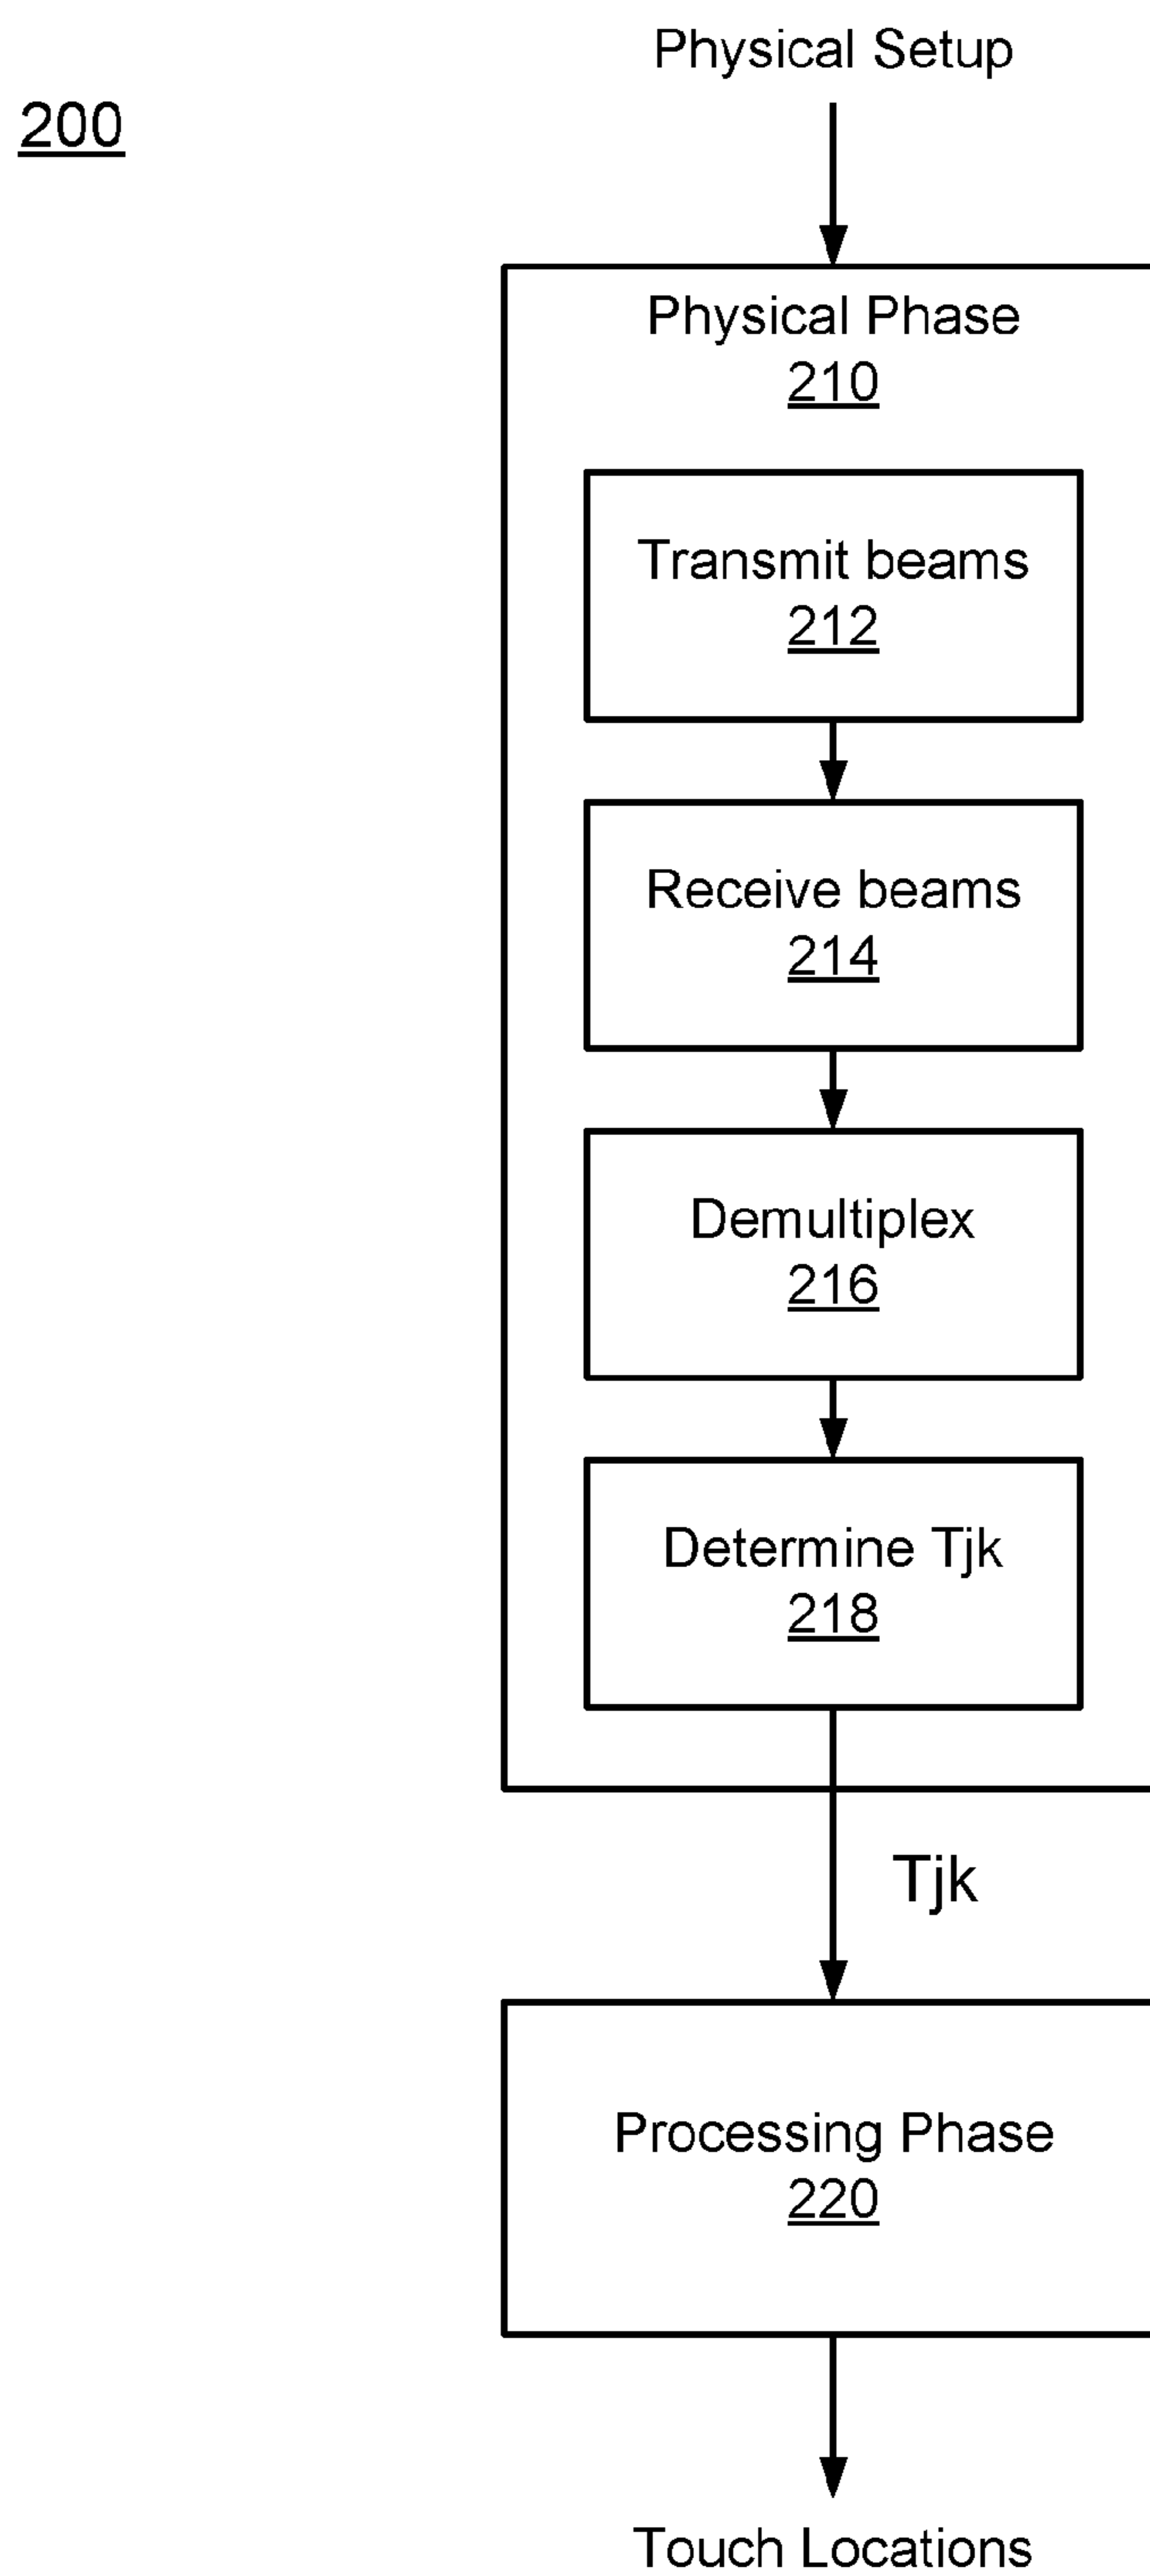 Physical Setup
200
Physical Phase
210
Transmit beams
212
Receive beams
214
Demultiplex
216
Determine Tjk
218
Tjk
Processing Phase
220
Touch Locations